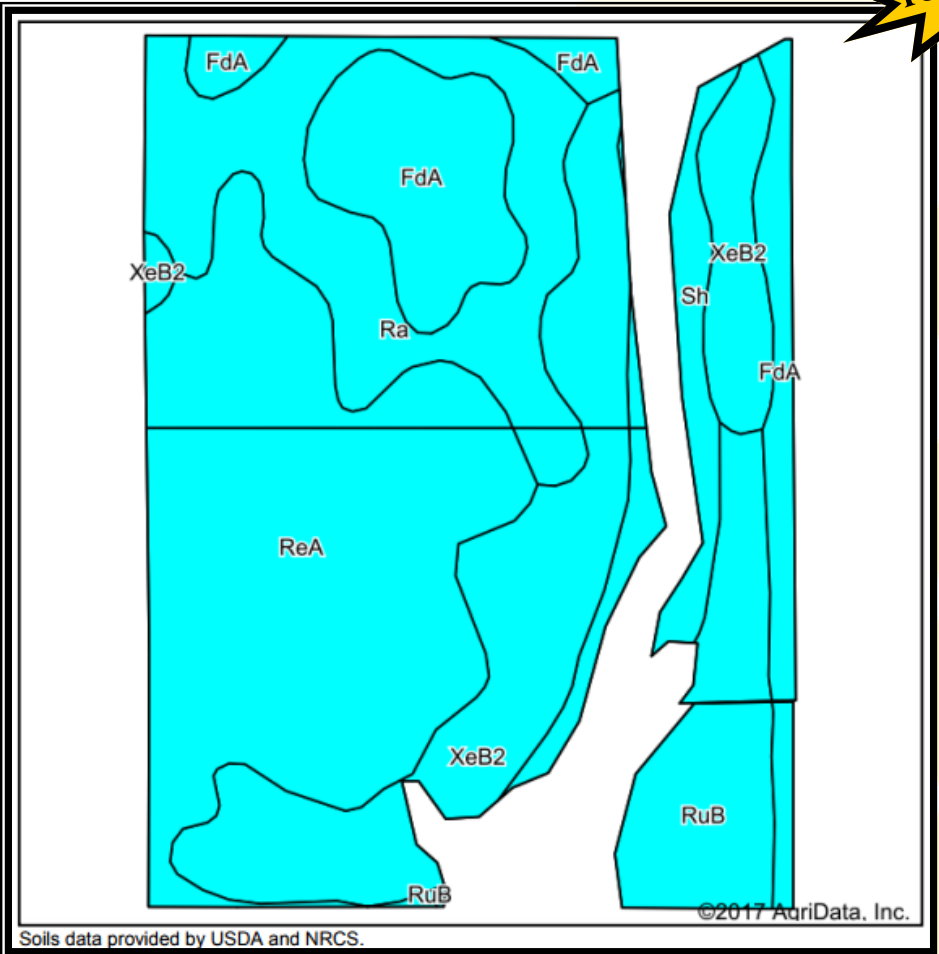 FdA
FdA
FdA
XeB2
XeB2
Sh
Ra
FdA
ReA
XeB2
RuB
RuB
©2017 AgriData, Inc.
Soils data provided by USDA and NRCS.